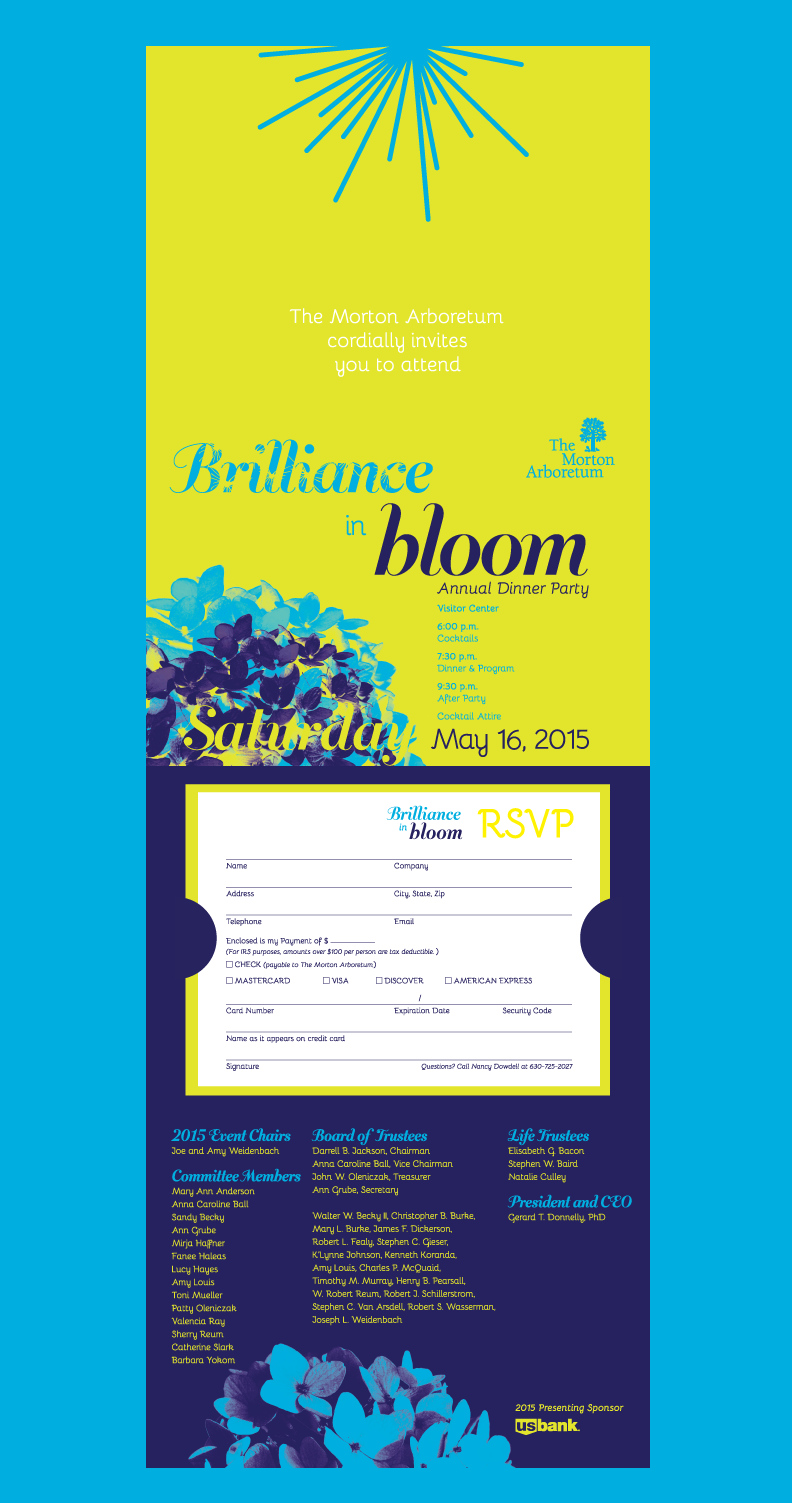 The Morton Arboretum
cordially invites
you to attend
The
Morton
Arboretum
Brilliance
in bloom
Annual Dinner Party
Visitor Center
6:00 p.m.
Cocktails
7:30 p.m.
Dinner & Program
9:30 p.m.
After Party
Cocktail Attire
Saturday May 16, 2015
Brilliance
in bloom
RSVP
Name Company
Address City, State, Zip
Telephone Email
Enclosed is my Payment of $
(For IRS purposes, amounts over $100 per person are tax deductible. )
CHECK (payable to The Morton Arboretum)
MASTERCARD VISA DISCOVER AMERICAN EXPRESS
/
Card Number Expiration Date Security Code
Name as it appears on credit card
Signature Questions? Call Nancy Dowdell at 630-725-2027
2015 Event Chairs
Joe and Amy Weidenbach
Committee Members
Mary Ann Anderson
Anna Caroline Ball
Sandy Becky
Ann Grube
Mirja Haffner
Fanee Haleas
Lucy Hayes
Amy Louis
Toni Mueller
Patty Oleniczak
Valencia Ray
Sherry Reum
Catherine Slark
Barbara Yokom
Board of Trustees
Darrell B. Jackson, Chairman
Anna Caroline Ball, Vice Chairman
John W. Oleniczak, Treasurer
Ann Grube, Secretary
Walter W. Becky II, Christopher B. Burke,
Mary L. Burke, James F. Dickerson,
Robert L. Fealy, Stephen C. Gieser,
K'Lynne Johnson, Kenneth Koranda,
Amy Louis, Charles P. McQuaid,
Timothy M. Murray, Henry B. Pearsall,
W. Robert Reum, Robert J. Schillerstrom,
Stephen C. Van Arsdell, Robert S. Wasserman,
Joseph L. Weidenbach
Life Trustees
Elisabeth G. Bacon
Stephen W. Baird
Natalie Culley
President and CEO
Gerard T. Donnelly, PhD
2015 Presenting Sponsor
usbank.